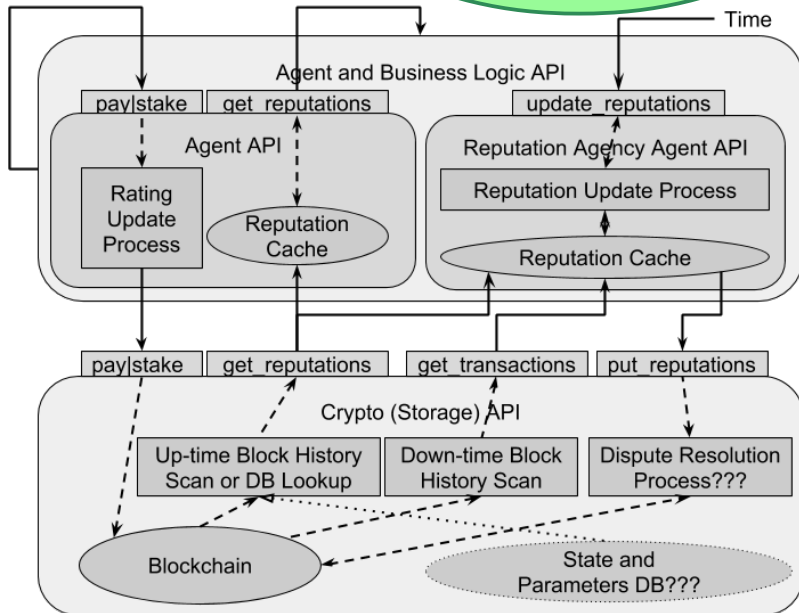 Time
Agent and Business Logic API
pay|stake
get_reputations
update_reputations
Agent API
Reputation Agency Agent API
Rating
Update
Process
Reputation
Cache
Reputation Update Process
Reputation Cache
pay|stake
get_reputations
get_transactions
put_reputations
Crypto (Storage) API
Up-time Block History
Scan or DB Lookup
Down-time Block
History Scan
Dispute Resolution
Process???
Blockchain
State and
Parameters DB???